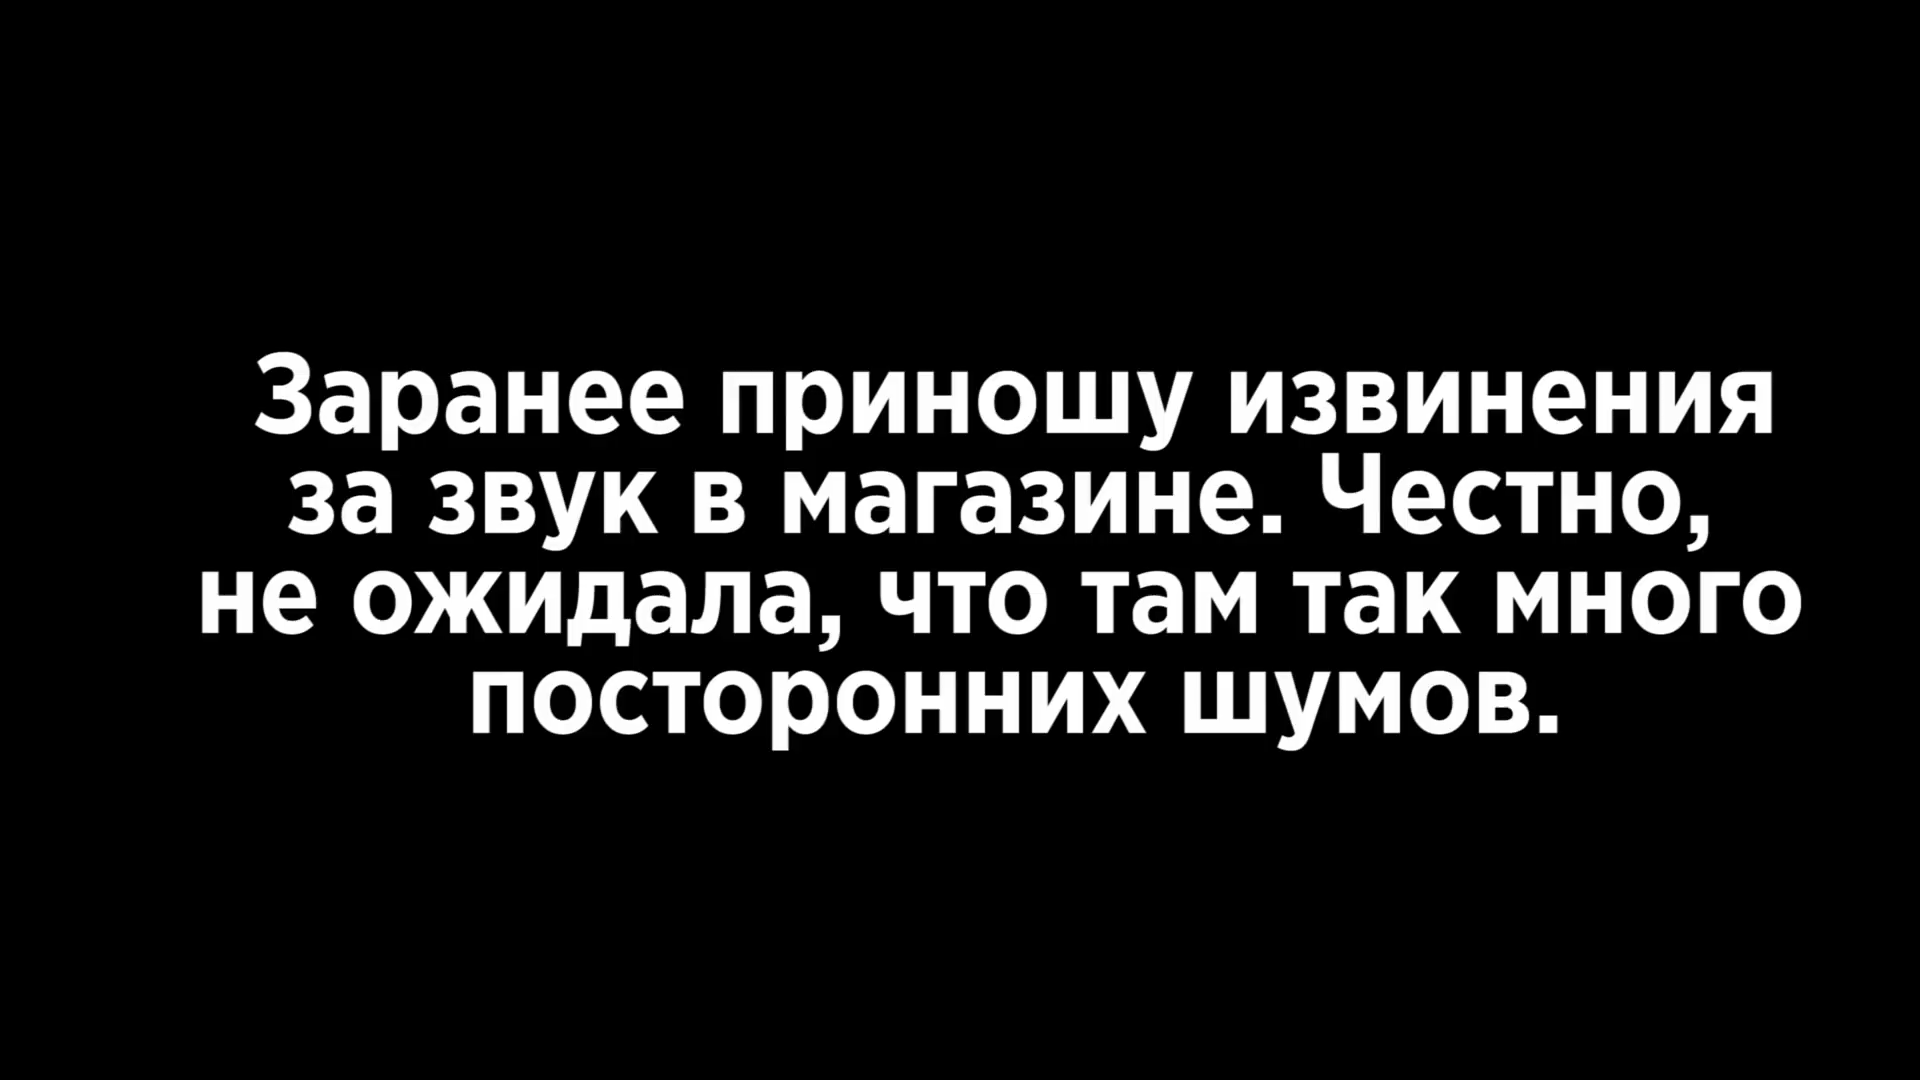 Заранее приношу извинения
за звук в магазине. Честно,
не ожидала, что там так много
посторонних шумов.